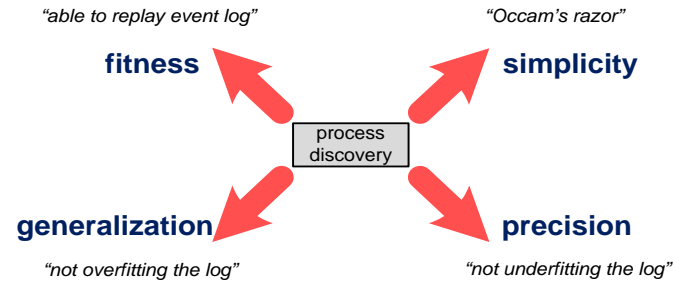 “able to replay event log”
“Occam’s razor”
fitness
simplicity
process
discovery
generalization
precision
“not overfitting the log”
“not underfitting the log”